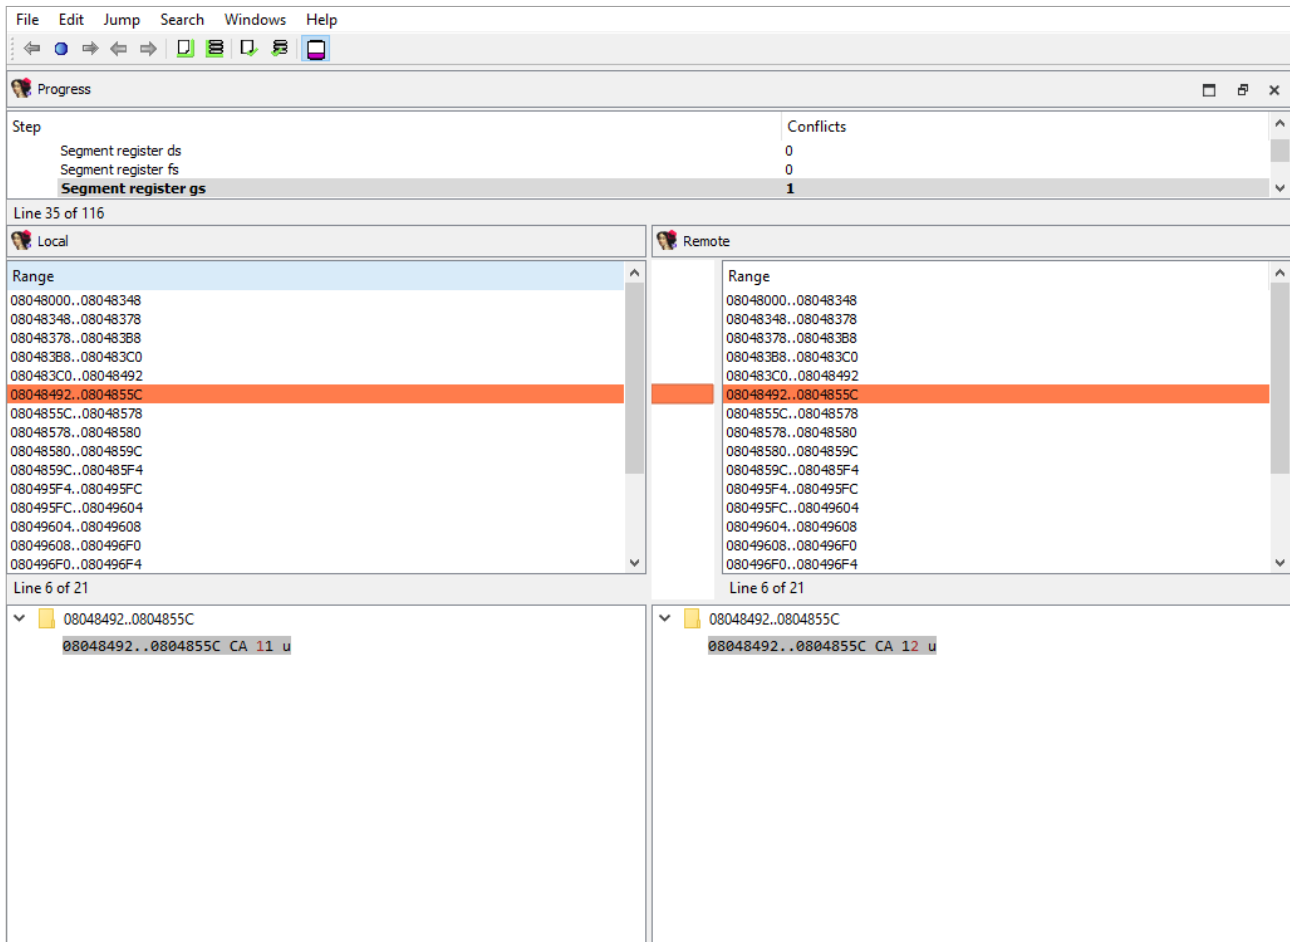 File Edit Jump Search Windows Help
Progress
Step Conflicts
Segment register ds 0
Segment register fs 0
Segment register gs 1
Line 35 of 116
Local
Range
08048000..08048348
08048348..08048378
08048378..080483B8
080483B8..080483C0
080483C0..08048492
08048492..0804855C
0804855C..08048578
08048578..08048580
08048580..0804859C
0804859C..080485F4
080495F4..080495FC
080495FC..08049604
08049604..08049608
08049608..080496F0
080496F0..080496F4
Line 6 of 21
08048492..0804855C
08048492..0804855C CA 11 u
Remote
Range
08048000..08048348
08048348..08048378
08048378..080483B8
080483B8..080483C0
080483C0..08048492
08048492..0804855C
0804855C..08048578
08048578..08048580
08048580..0804859C
0804859C..080485F4
080495F4..080495FC
080495FC..08049604
08049604..08049608
08049608..080496F0
080496F0..080496F4
Line 6 of 21
08048492..0804855C
08048492..0804855C CA 12 u